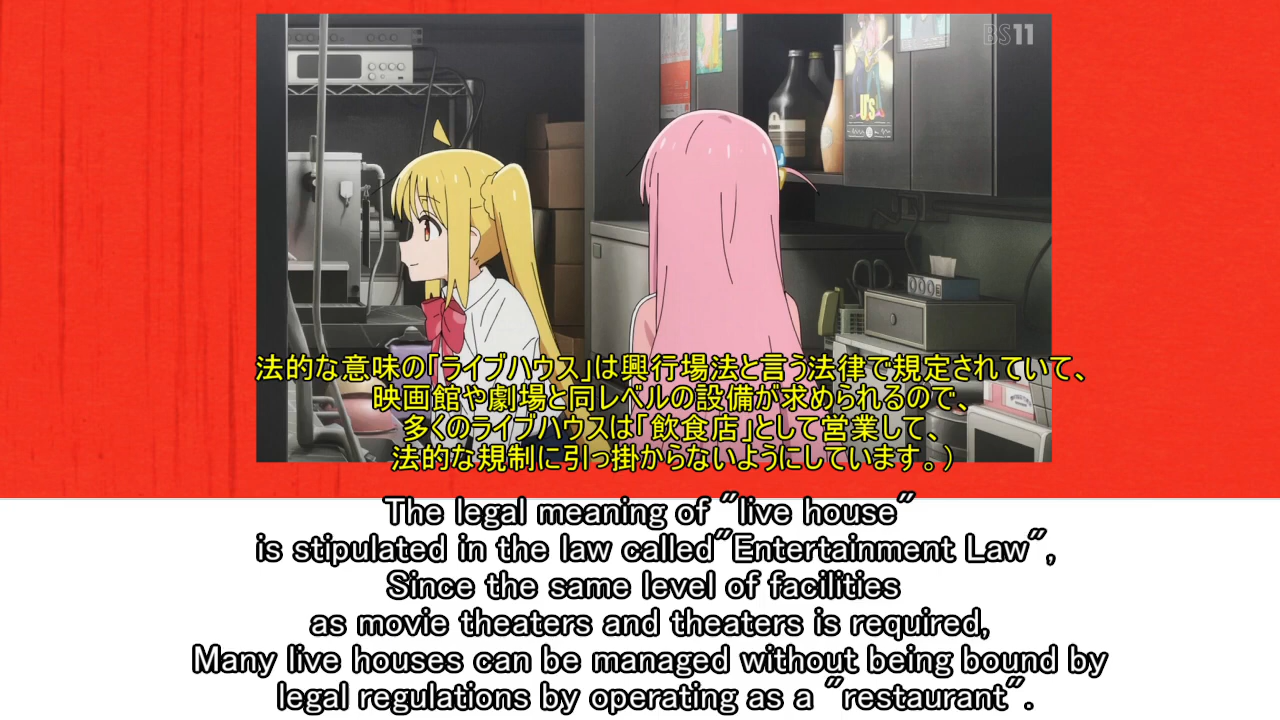 BS11
U's
法的な意味の「ライブハウス」は興行場法と言う法律で規定されていて、
映画館や劇場と同レベルの設備が求められるので、
多くのライブハウスは「飲食店」として営業して、
法的な規制に引っ掛からないようにしています。)
The legal meaning of "live house"
is stipulated in the law called"Entertainment Law",
Since the same level of facilities
as movie theaters and theaters is required,
Many live houses can be managed without being bound by
legal regulations by operating as a "restaurant".